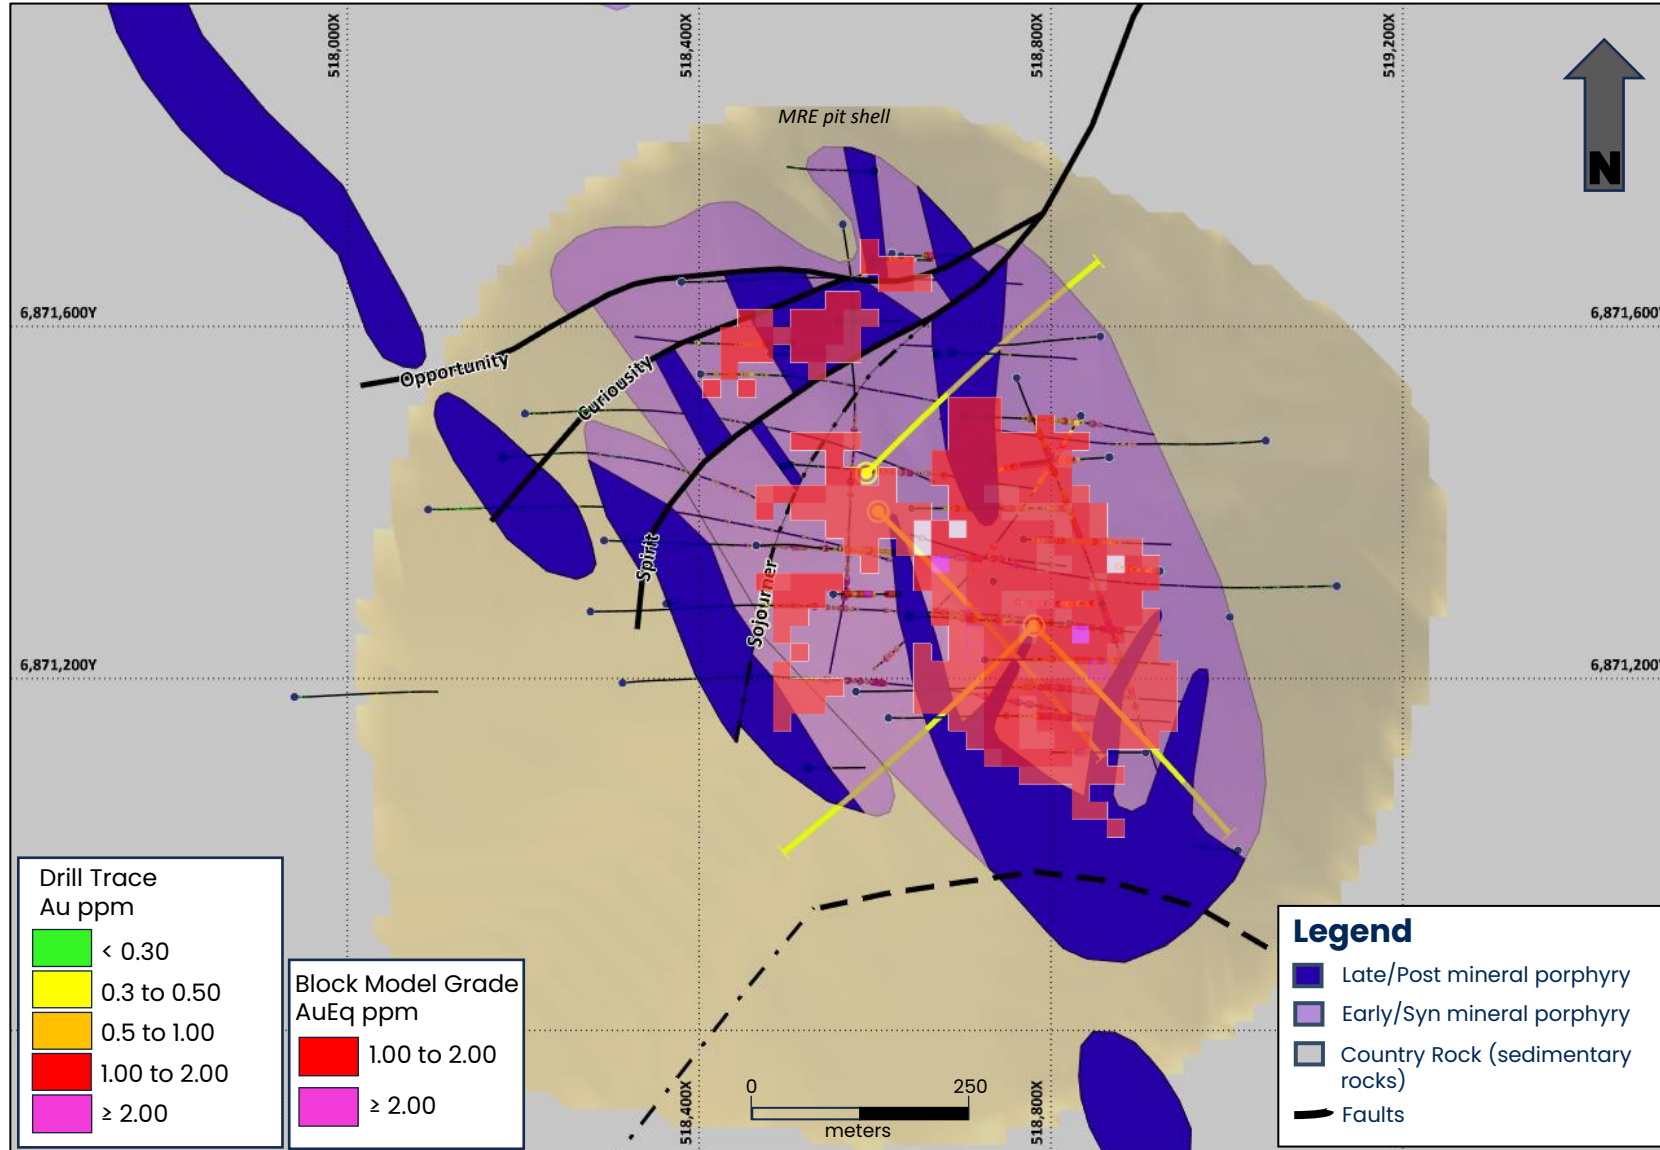 518,000X
518,400X
518,800X
519,200X
MRE pit shell
N
6,871,600Y
6,871,600Y
Opportunity
Curiousity
Spirit
Sojourner
6,871,200Y
6,871,200Y
Drill Trace
Au ppm
< 0.30
0.3 to 0.50
0.5 to 1.00
1.00 to 2.00
≥ 2.00
Block Model Grade
AuEq ppm
1.00 to 2.00
≥ 2.00
518,400X
0
250
meters
518,800X
Legend
Late/Post mineral porphyry
Early/Syn mineral porphyry
Country Rock (sedimentary
rocks)
Faults